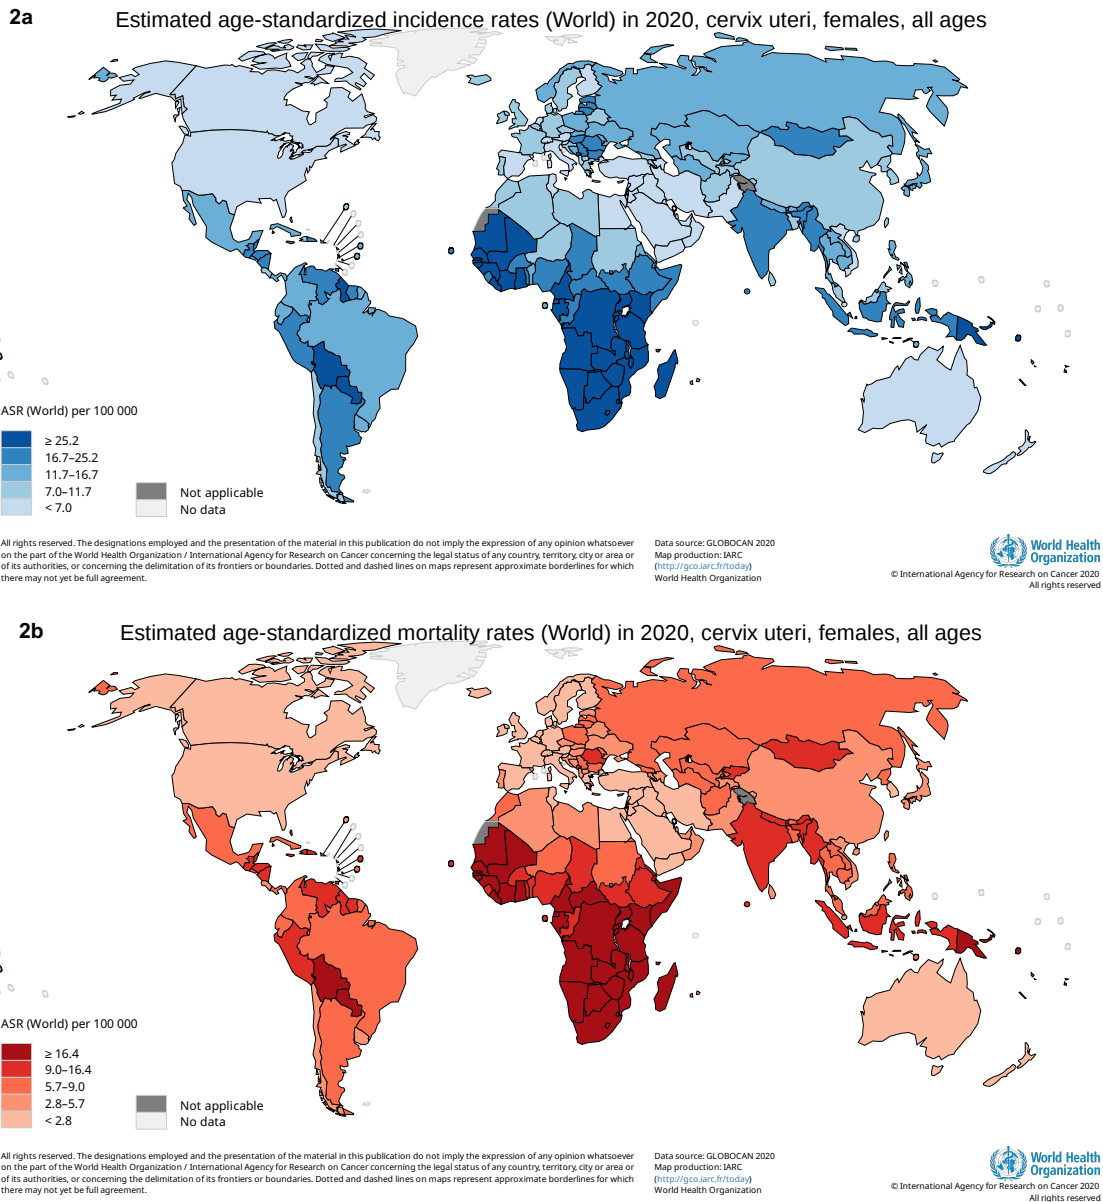 2a
Estimated age-standardized incidence rates (World) in 2020, cervix uteri, females, all ages
ASR (World) per 100 000
≥ 25.2
16.7–25.2
11.7–16.7
7.0–11.7
< 7.0
Not applicable
No data
All rights reserved. The designations employed and the presentation of the material in this publication do not imply the expression of any opinion whatsoever
on the part of the World Health Organization / International Agency for Research on Cancer concerning the legal status of any country, territory, city or area or
of its authorities, or concerning the delimitation of its frontiers or boundaries. Dotted and dashed lines on maps represent approximate borderlines for which
there may not yet be full agreement.
Data source: GLOBOCAN 2020
Map production: IARC
(http://gco.iarc.fr/today)
World Health Organization
World Health
Organization
© International Agency for Research on Cancer 2020
All rights reserved
2b
Estimated age-standardized mortality rates (World) in 2020, cervix uteri, females, all ages
ASR (World) per 100 000
≥ 16.4
9.0–16.4
5.7–9.0
2.8–5.7
< 2.8
Not applicable
No data
All rights reserved. The designations employed and the presentation of the material in this publication do not imply the expression of any opinion whatsoever
on the part of the World Health Organization / International Agency for Research on Cancer concerning the legal status of any country, territory, city or area or
of its authorities, or concerning the delimitation of its frontiers or boundaries. Dotted and dashed lines on maps represent approximate borderlines for which
there may not yet be full agreement.
Data source: GLOBOCAN 2020
Map production: IARC
(http://gco.iarc.fr/today)
World Health Organization
World Health
Organization
© International Agency for Research on Cancer 2020
All rights reserved